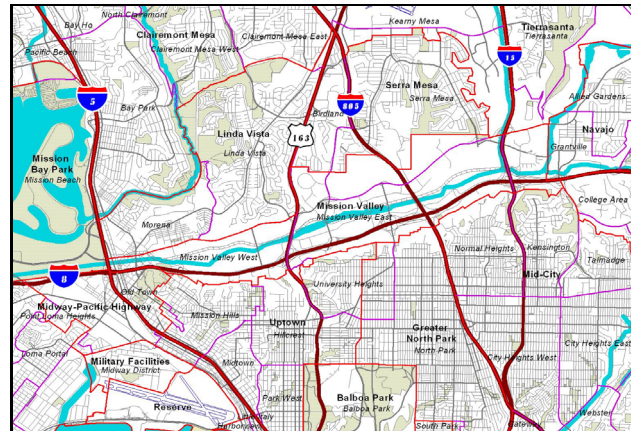 North Clairemont
Bay Ho
Clairemont Mesa
Clairemont Mesa East
Kearny Mesa
Tierrasanta
Tierrasanta
Clairemont Mesa West
Pacific Beach
15
5
805
Serra Mesa
Serra Mesa
Allied Gardens
Bay Park
Birdland
Linda Vista
163
Navajo
Grantville
Linda Vista
Mission
Bay Park
Mission Beach
Mission Valley
Mission Valley East
College Area
Morena
Normal Heights
Kensington
Mission Valley West
Talmadge
8
Mid-City
University Heights
Old Town
Midway-Pacific Highway
Point Loma Heights
Mission Hills
Uptown
Hillcrest
Greater
North Park
North Park
City Heights East
Loma Portal
Military Facilities
Midway District
Midtown
City Heights West
Reserve
Park West
Balboa Park
Balboa Park
Little Italy
Harborview
South Park
Gateway
Webster